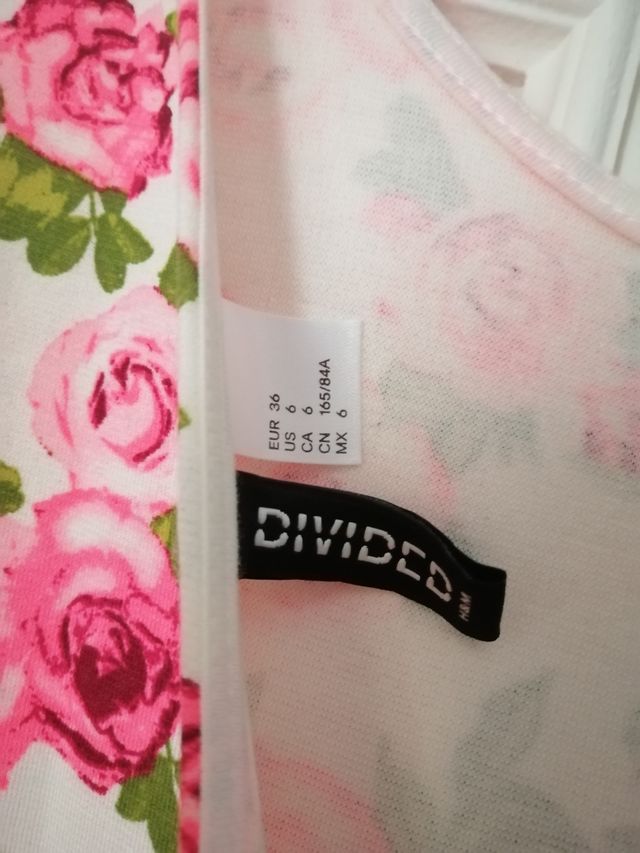 EUR 36
US 6
CA 6
CN 165/84A
MX 6
DIVIDED
H&M